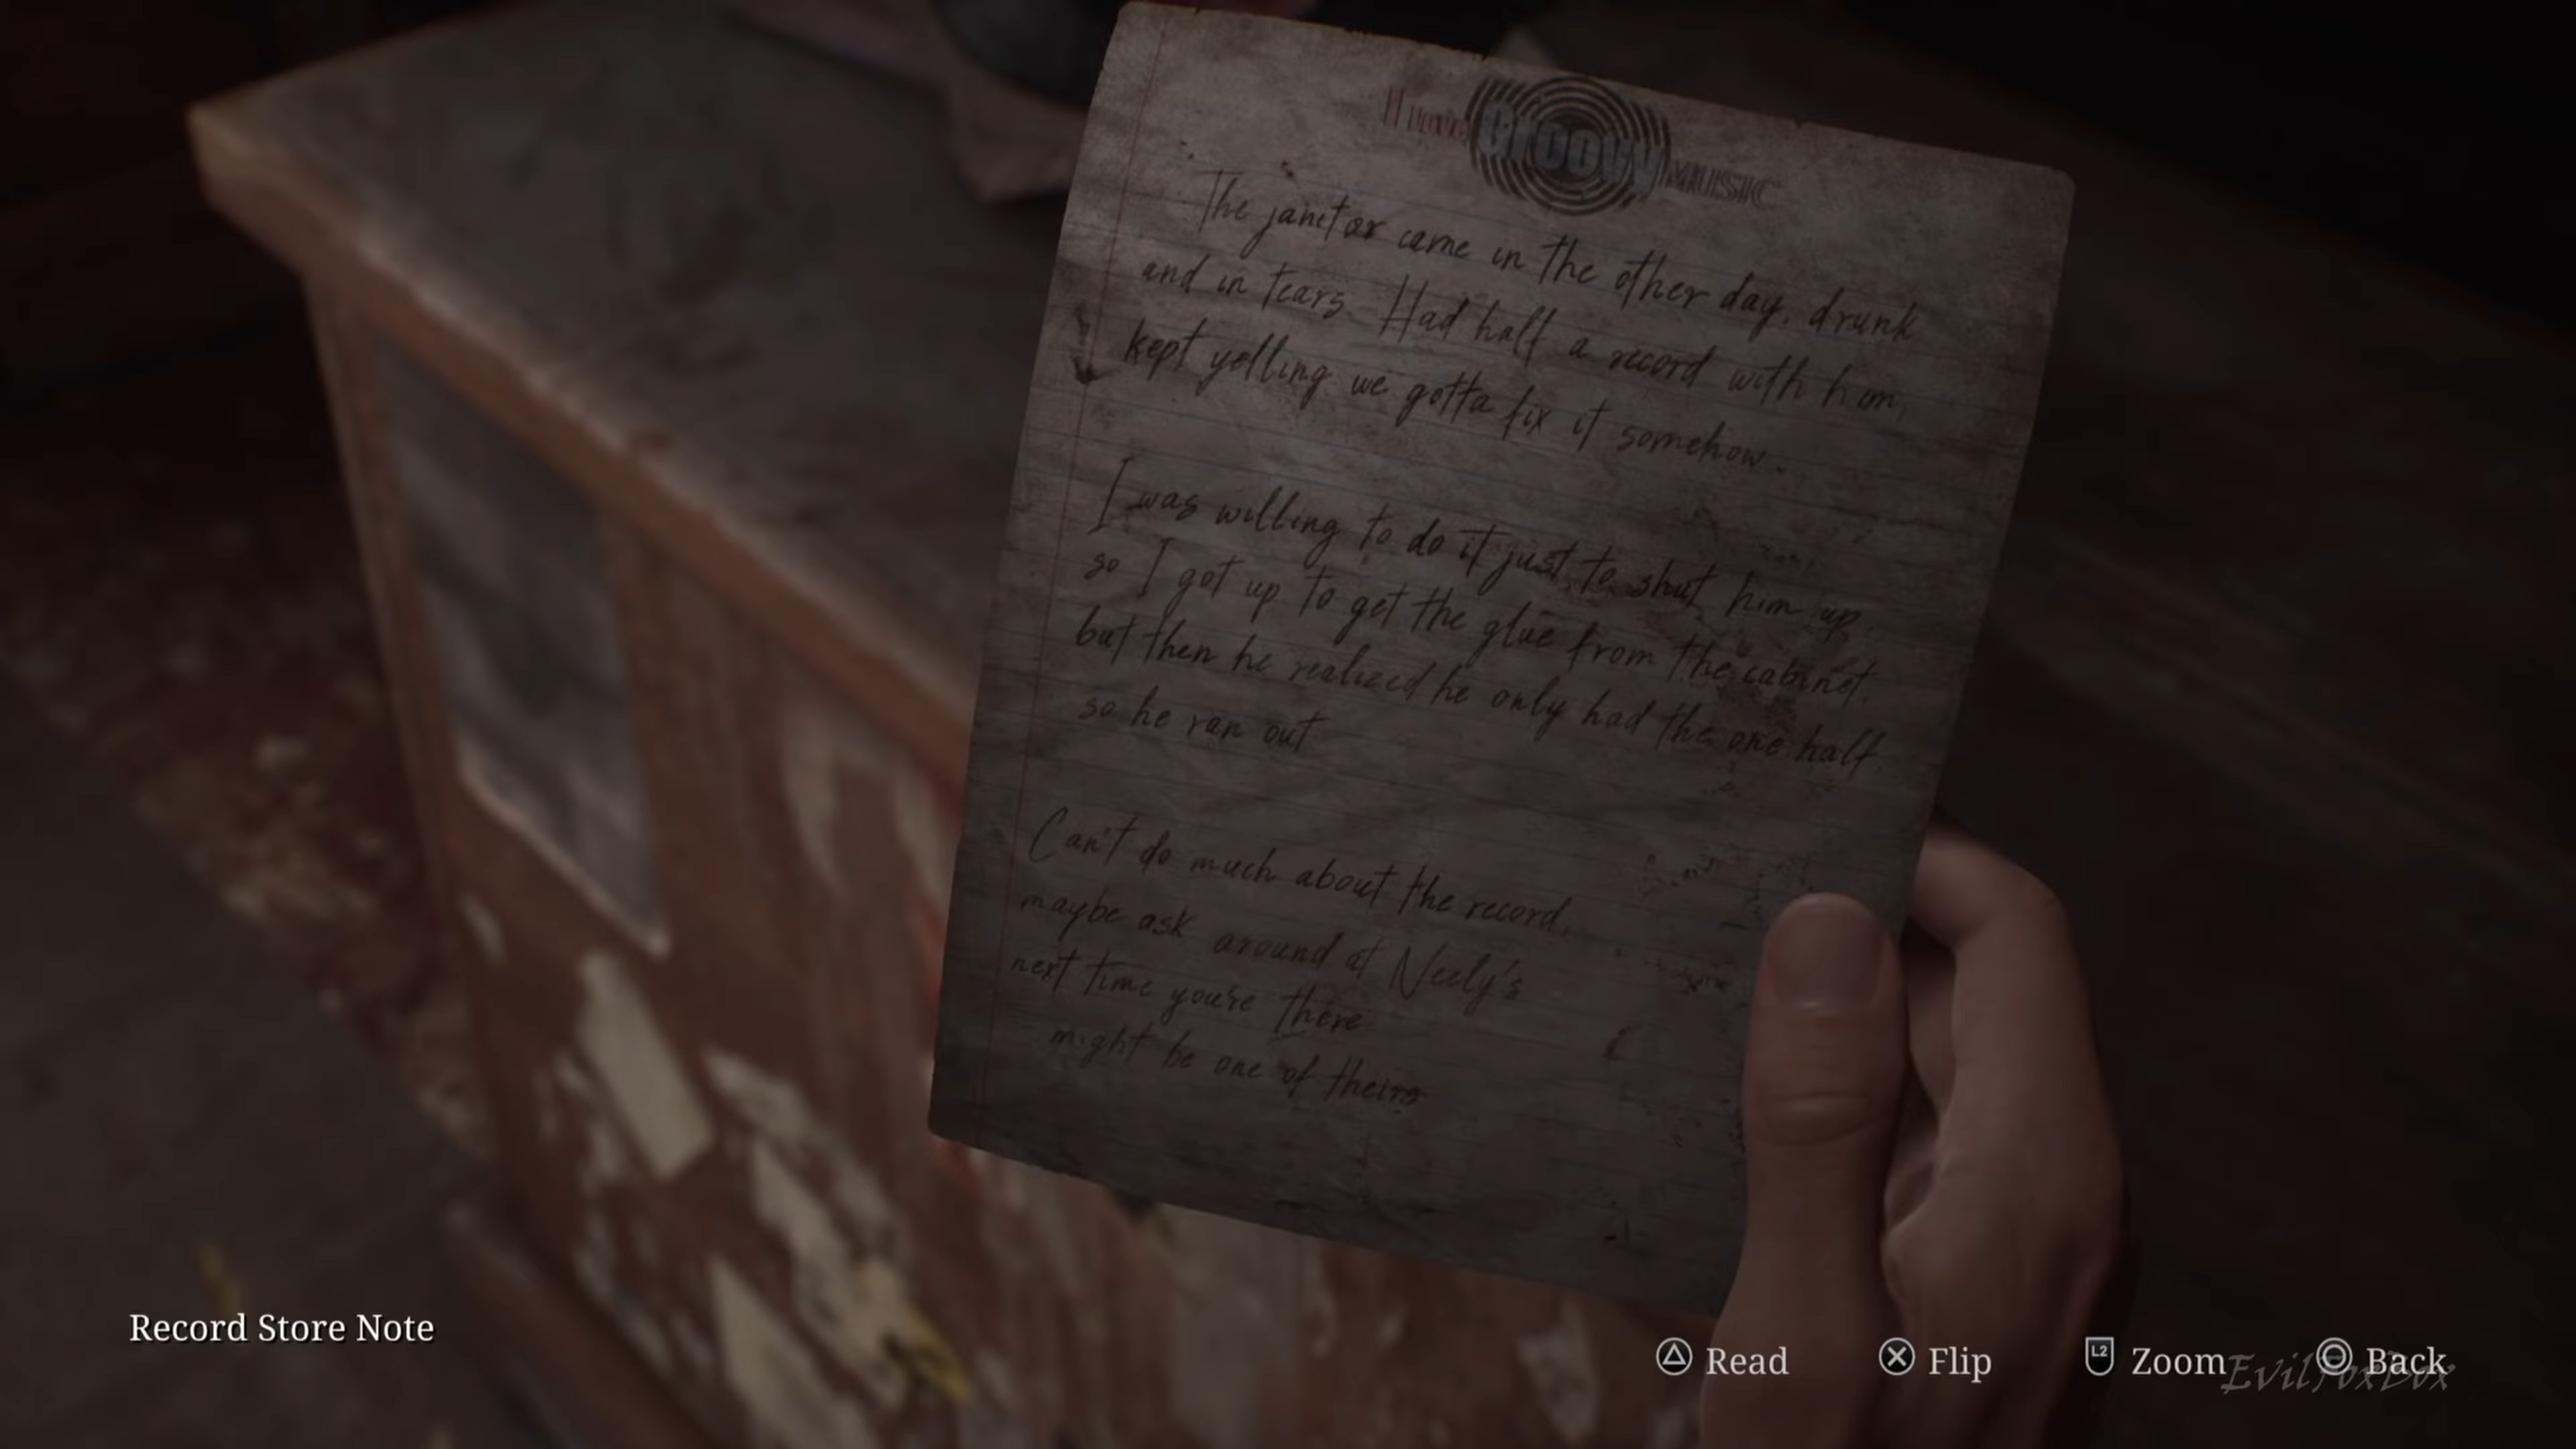 GROOVY MUSIC
The janitor came in the other day, drunk
and in tears. Had half a record with him,
kept yelling we gotta fix it somehow.
I was willing to do it just to shut him up,
so I got up to get the glue from the cabinet,
but then he realized he only had the one half,
so he ran out
Can't do much about the record,
maybe ask around at Neely's
next time you're there
- might be one of theirs
Record Store Note
Read
Flip
L2 Zoom
Back
EvilFoxDox